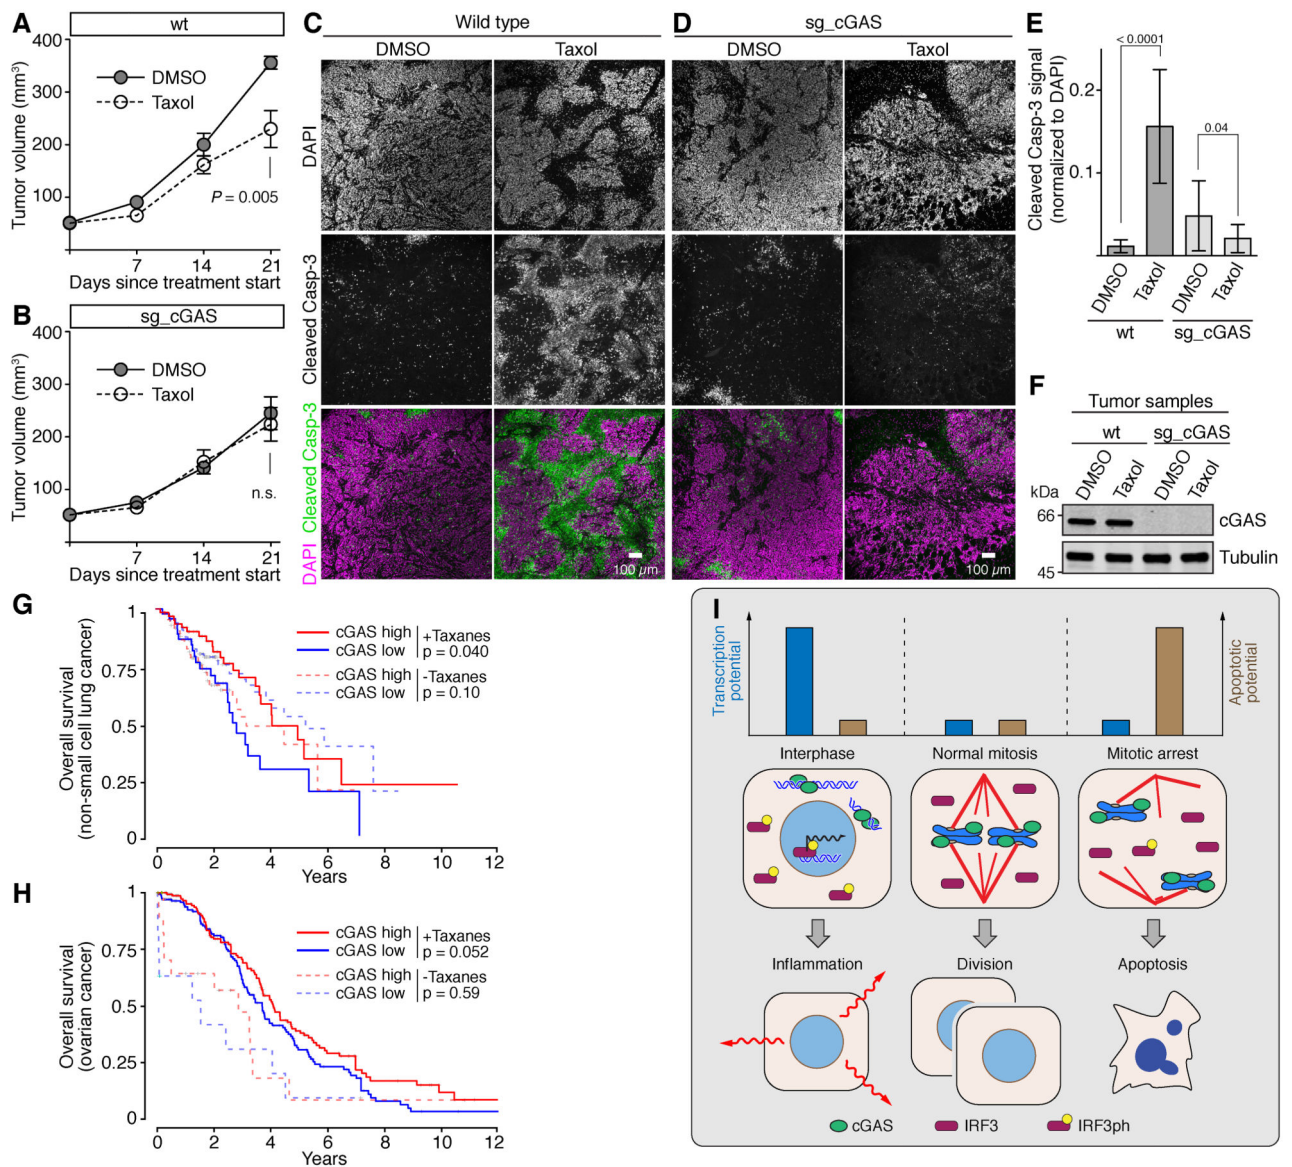 A
wt
400
300
200
100
Tumor volume (mm³)
DMSO
Taxol
P = 0.005
7 14 21
Days since treatment start
B
sg_cGAS
400
300
200
100
Tumor volume (mm³)
DMSO
Taxol
n.s.
7 14 21
Days since treatment start
C
Wild type
DMSO Taxol
DAPI
Cleaved Casp-3
DAPI Cleaved Casp-3
100 µm
D
sg_cGAS
DMSO Taxol
100 µm
E
Cleaved Casp-3 signal
(normalized to DAPI)
0.2
0.1
< 0.0001
0.04
DMSO
Taxol
DMSO
Taxol
wt sg_cGAS
F
Tumor samples
wt sg_cGAS
DMSO
Taxol
DMSO
Taxol
kDa
66
45
cGAS
Tubulin
G
Overall survival
(non-small cell lung cancer)
1
0.75
0.5
0.25
0
cGAS high
cGAS low
+Taxanes
p = 0.040
cGAS high
cGAS low
-Taxanes
p = 0.10
0 2 4 6 8 10 12
Years
H
Overall survival
(ovarian cancer)
1
0.75
0.5
0.25
0
cGAS high
cGAS low
+Taxanes
p = 0.052
cGAS high
cGAS low
-Taxanes
p = 0.59
0 2 4 6 8 10 12
Years
I
Transcription
potential
Apoptotic
potential
Interphase Normal mitosis Mitotic arrest
Inflammation Division Apoptosis
cGAS IRF3 IRF3ph